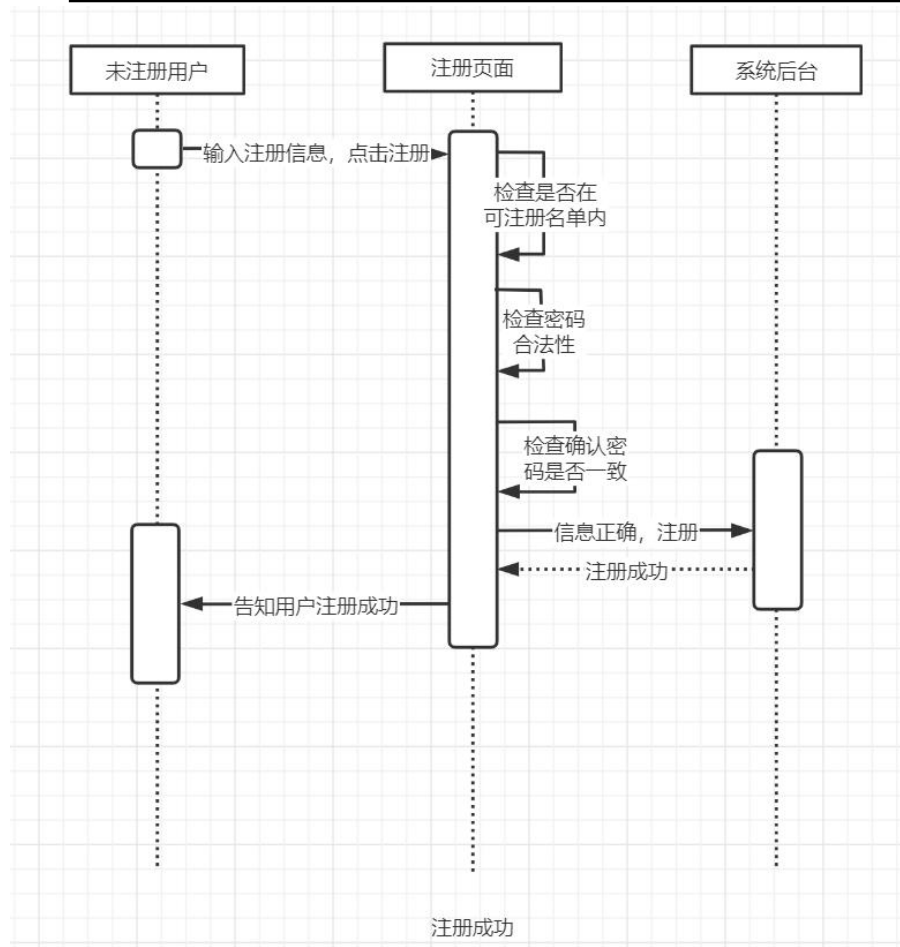 未注册用户
注册页面
系统后台
输入注册信息，点击注册
检查是否在
可注册名单内
检查密码
合法性
检查确认密
码是否一致
信息正确，注册
注册成功
告知用户注册成功
注册成功